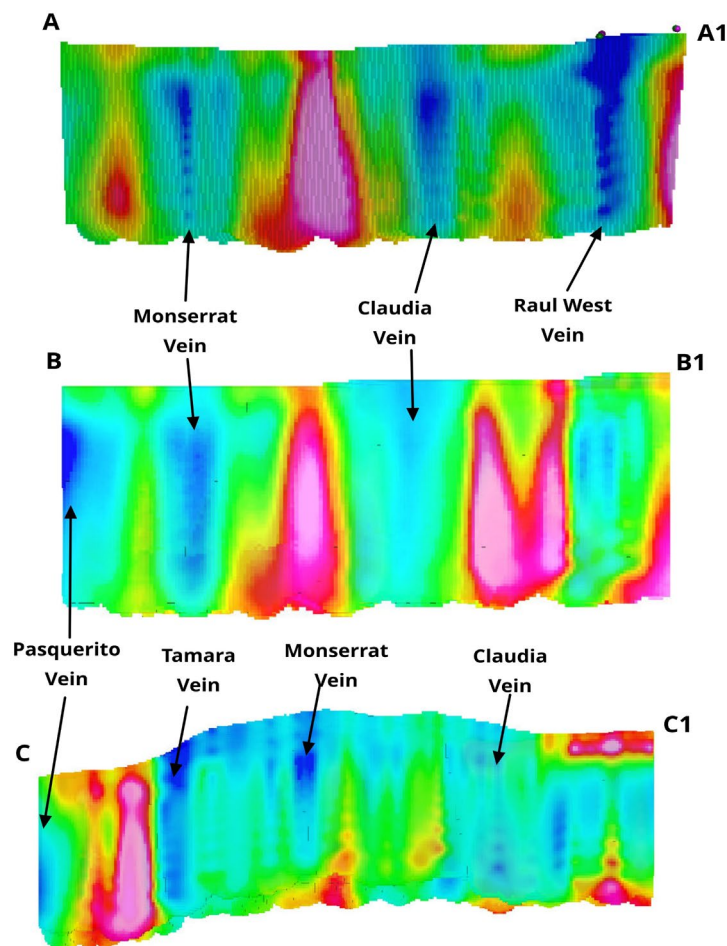 A
A1
Monserrat
Vein
Claudia
Vein
Raul West
Vein
B
B1
Pasquerito
Vein
Tamara
Vein
Monserrat
Vein
Claudia
Vein
C
C1